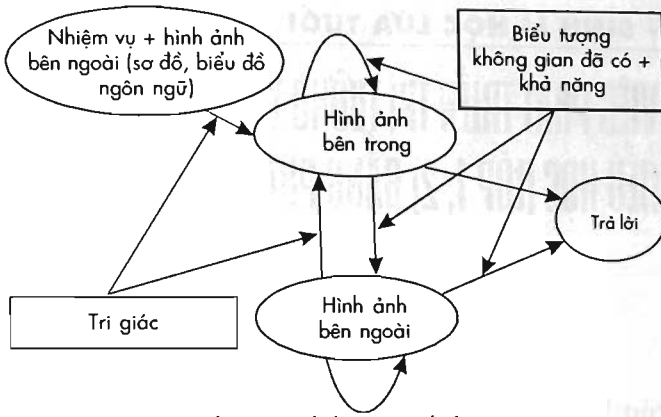 Nhiệm vụ + hình ảnh
bên ngoài (sơ đồ, biểu đồ
ngôn ngữ)
Biểu tượng
không gian đã có +
khả năng
Hình ảnh
bên trong
Trả lời
Tri giác
Hình ảnh
bên ngoài